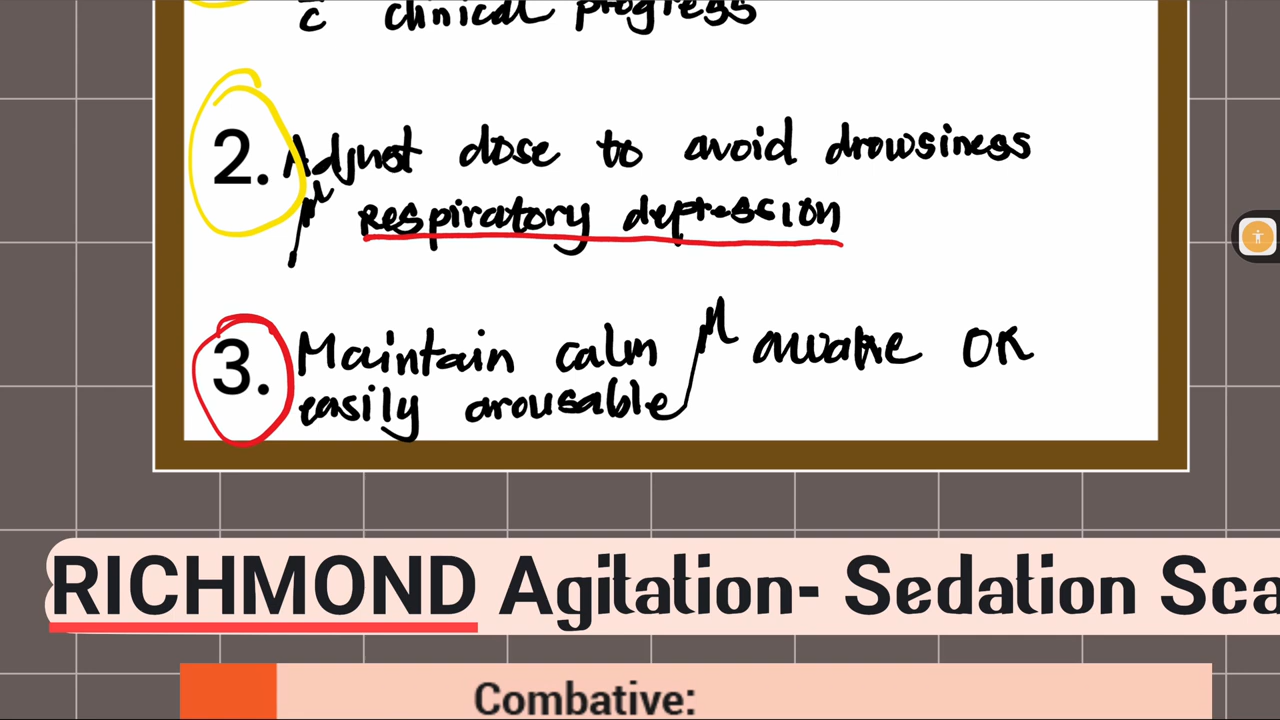 c̄ clinical progress
2. Adjust dose to avoid drowsiness
Respiratory depression
3. Maintain calm awake OR
easily arousable
RICHMOND Agitation- Sedation Sca
Combative: